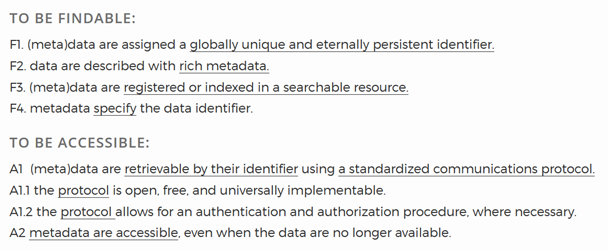 TO BE FINDABLE:
F1. (meta)data are assigned a globally unique and eternally persistent identifier.
F2. data are described with rich metadata.
F3. (meta)data are registered or indexed in a searchable resource.
F4. metadata specify the data identifier.
TO BE ACCESSIBLE:
A1 (meta)data are retrievable by their identifier using a standardized communications protocol.
A1.1 the protocol is open, free, and universally implementable.
A1.2 the protocol allows for an authentication and authorization procedure, where necessary.
A2 metadata are accessible, even when the data are no longer available.